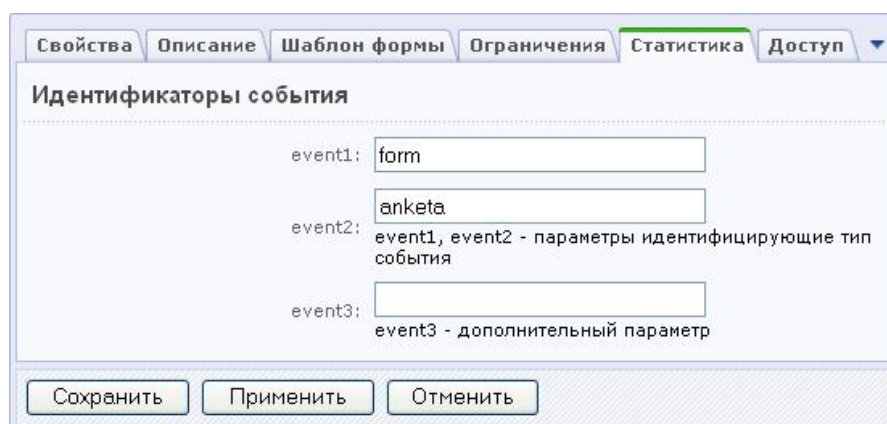 Свойства Описание Шаблон формы Ограничения Статистика Доступ
Идентификаторы события
event1: form
event2: anketa
event1, event2 - параметры идентифицирующие тип
события
event3:
event3 - дополнительный параметр
Сохранить Применить Отменить